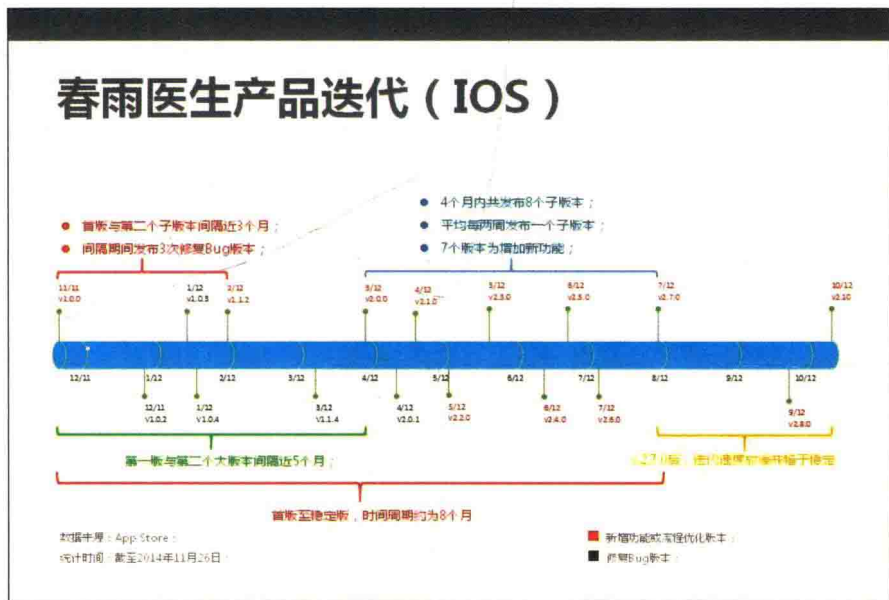 春雨医生产品迭代（IOS）
● 首版与第二个子版本间隔近3个月；
● 间隔期间发布3次修复Bug版本；
● 4个月内共发布8个子版本；
● 平均每两周发布一个子版本；
● 7个版本为增加新功能；
11/11
v1.0.0
1/12
2/12
v1.1.2
3/12
v2.0.0
4/12
v2.1.0
5/12
v2.3.0
6/12
v2.5.0
7/12
v2.7.0
10/12
v2.10
12/11
1/12
2/12
3/12
4/12
5/12
6/12
7/12
8/12
9/12
10/12
12/11
v1.0.2
1/12
v1.0.4
3/12
v1.1.4
4/12
v2.0.1
5/12
v2.2.0
6/12
v2.4.0
7/12
v2.6.0
9/12
v2.8.0
第一版与第二个大版本间隔近5个月；
首版至稳定版，时间周期约为8个月
数据来源：App Store；
统计时间：截至2014年11月26日；
新增功能或流程优化版本；
修复Bug版本；